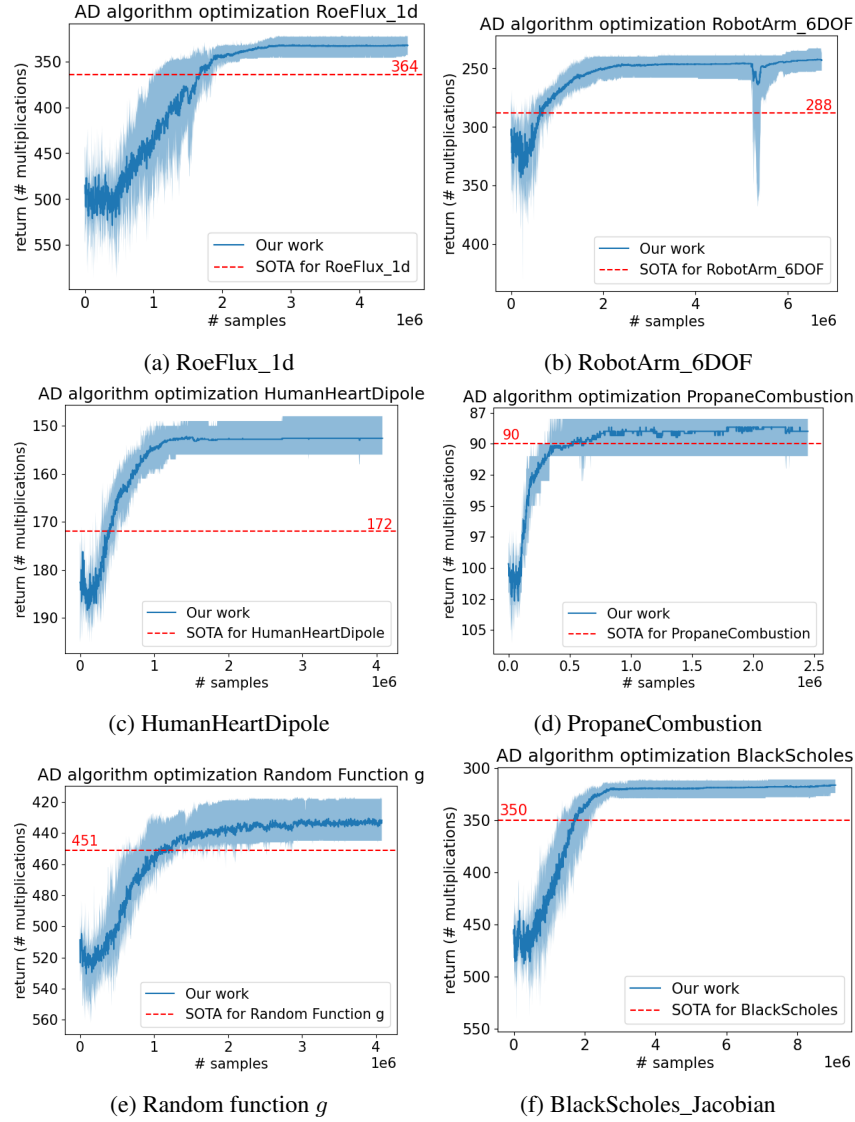 AD algorithm optimization RoeFlux_1d
350
400
450
500
550
return (# multiplications)
364
Our work
SOTA for RoeFlux_1d
0 1 2 3 4
1e6
# samples
(a) RoeFlux_1d
AD algorithm optimization RobotArm_6DOF
250
300
350
400
return (# multiplications)
288
Our work
SOTA for RobotArm_6DOF
0 2 4 6
1e6
# samples
(b) RobotArm_6DOF
AD algorithm optimization HumanHeartDipole
150
160
170
180
190
return (# multiplications)
172
Our work
SOTA for HumanHeartDipole
0 1 2 3 4
1e6
# samples
(c) HumanHeartDipole
AD algorithm optimization PropaneCombustion
87
90
92
95
97
100
102
105
return (# multiplications)
90
Our work
SOTA for PropaneCombustion
0.0 0.5 1.0 1.5 2.0 2.5
1e6
# samples
(d) PropaneCombustion
AD algorithm optimization Random Function g
420
440
460
480
500
520
540
560
return (# multiplications)
451
Our work
SOTA for Random Function g
0 1 2 3 4
1e6
# samples
(e) Random function g
AD algorithm optimization BlackScholes
300
350
400
450
500
550
return (# multiplications)
350
Our work
SOTA for BlackScholes
0 2 4 6 8
1e6
# samples
(f) BlackScholes_Jacobian